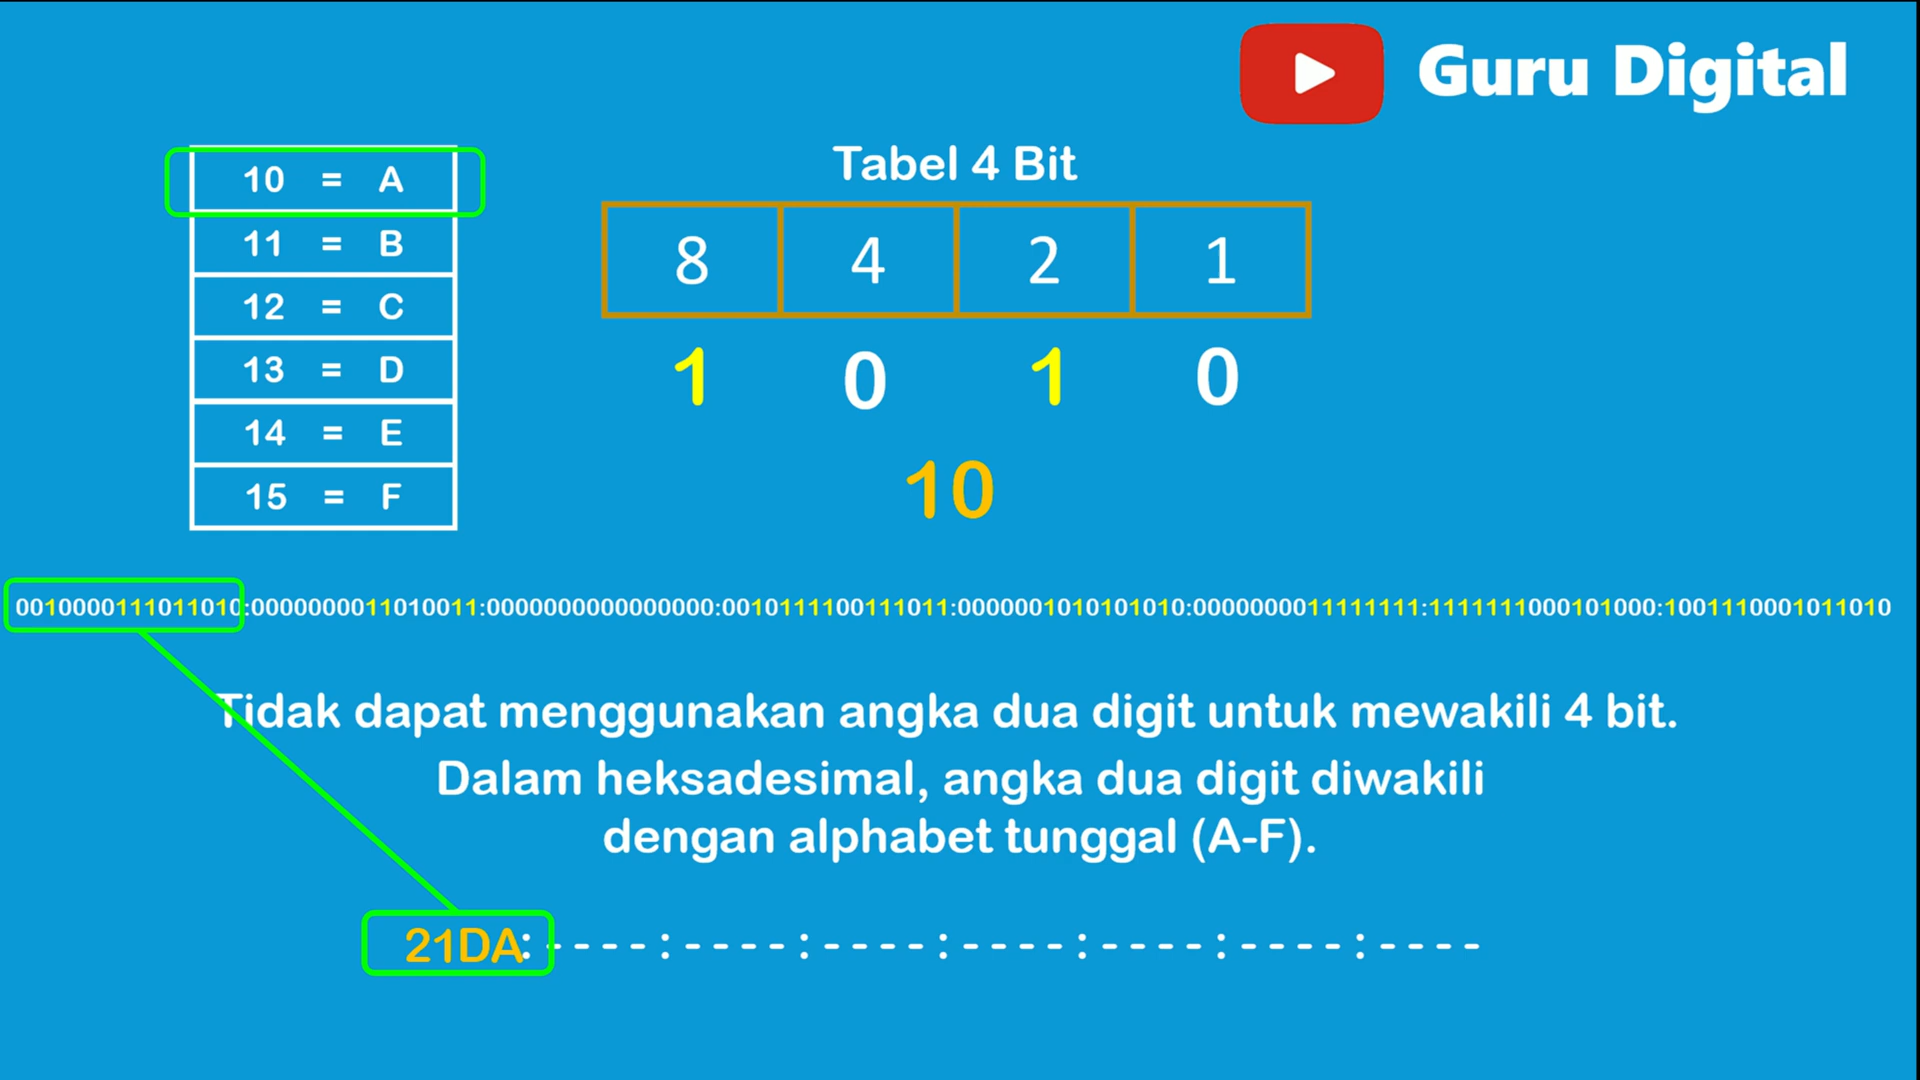 Guru Digital
10 = A
11 = B
12 = C
13 = D
14 = E
15 = F
Tabel 4 Bit
8 4 2 1
1 0 1 0
10
0010000111011010:0000000011010011:0000000000000000:0010111100111011:0000001010101010:0000000011111111:1111111000101000:1001110001011010
Tidak dapat menggunakan angka dua digit untuk mewakili 4 bit.
Dalam heksadesimal, angka dua digit diwakili
dengan alphabet tunggal (A-F).
21DA:----:----:----:----:----:----:----